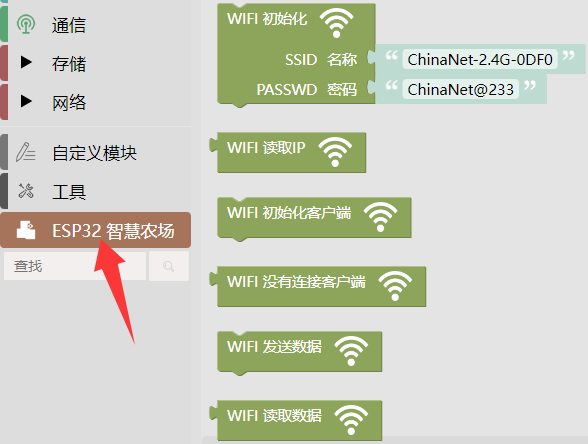 通信
存储
网络
自定义模块
工具
ESP32 智慧农场
查找
WIFI 初始化
SSID 名称 “ ChinaNet-2.4G-0DF0 ”
PASSWD 密码 “ ChinaNet@233 ”
WIFI 读取IP
WIFI 初始化客户端
WIFI 没有连接客户端
WIFI 发送数据
WIFI 读取数据